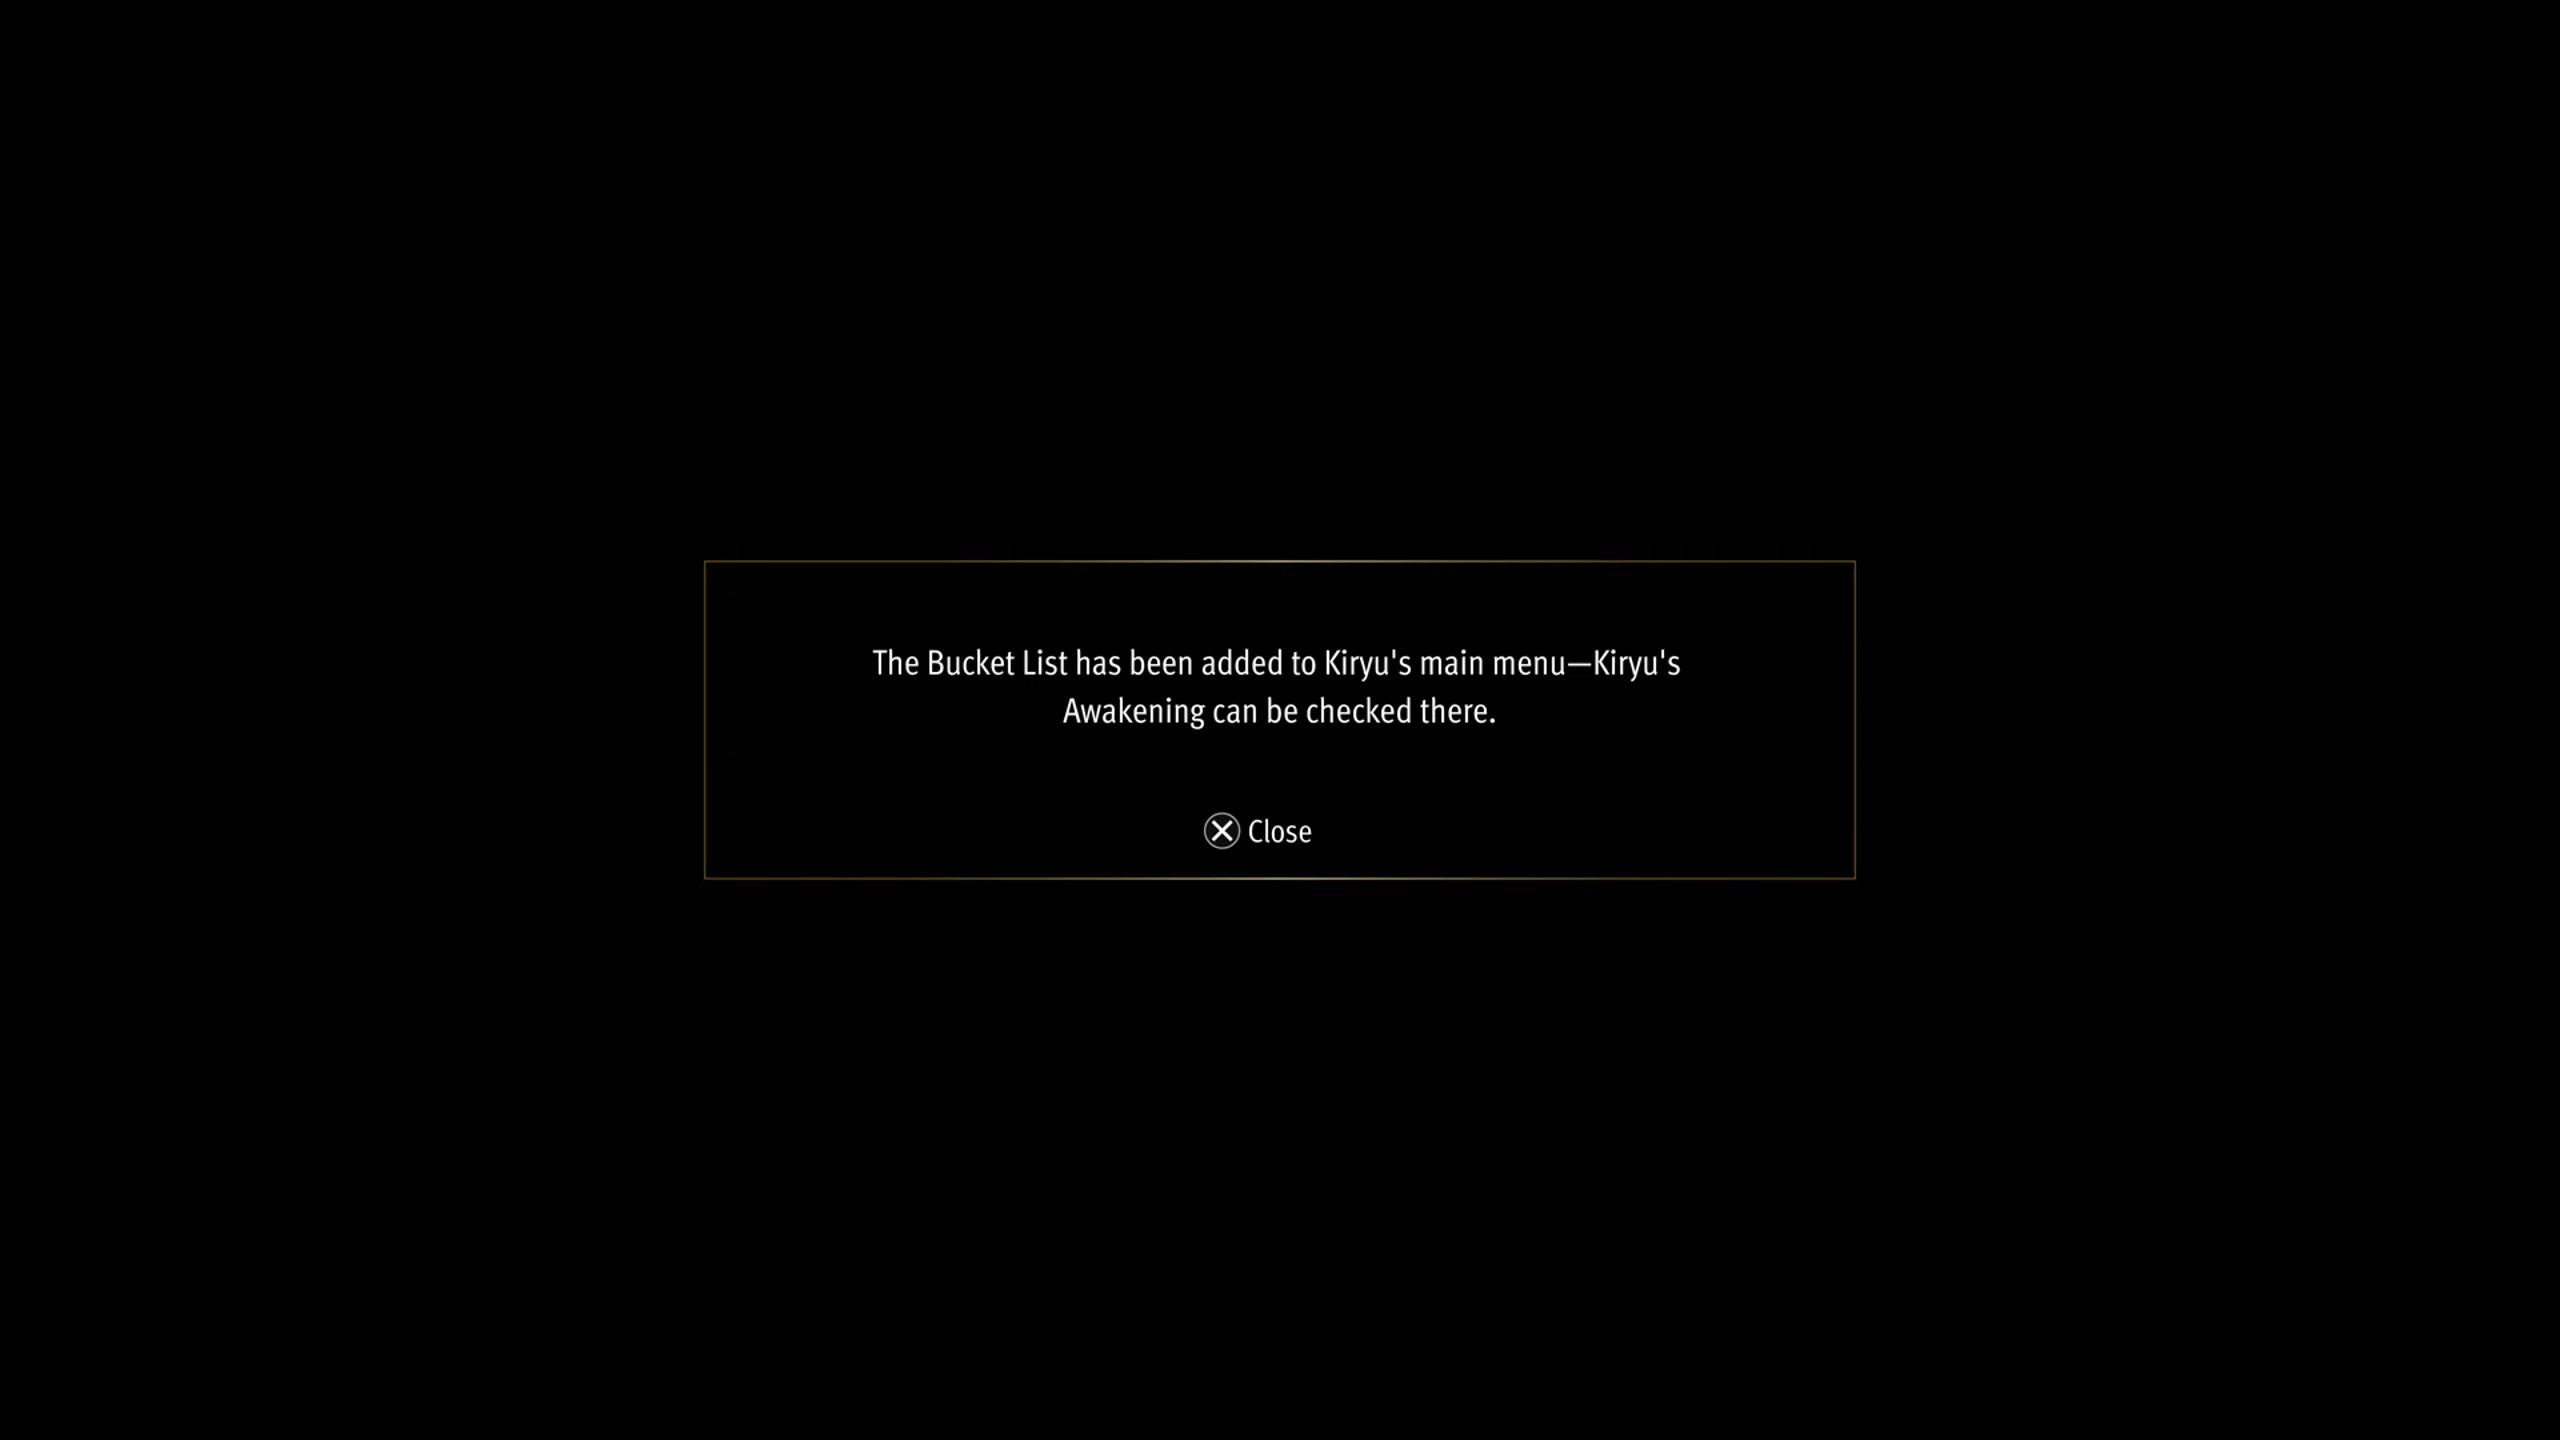 The Bucket List has been added to Kiryu's main menu—Kiryu's
Awakening can be checked there.
Close